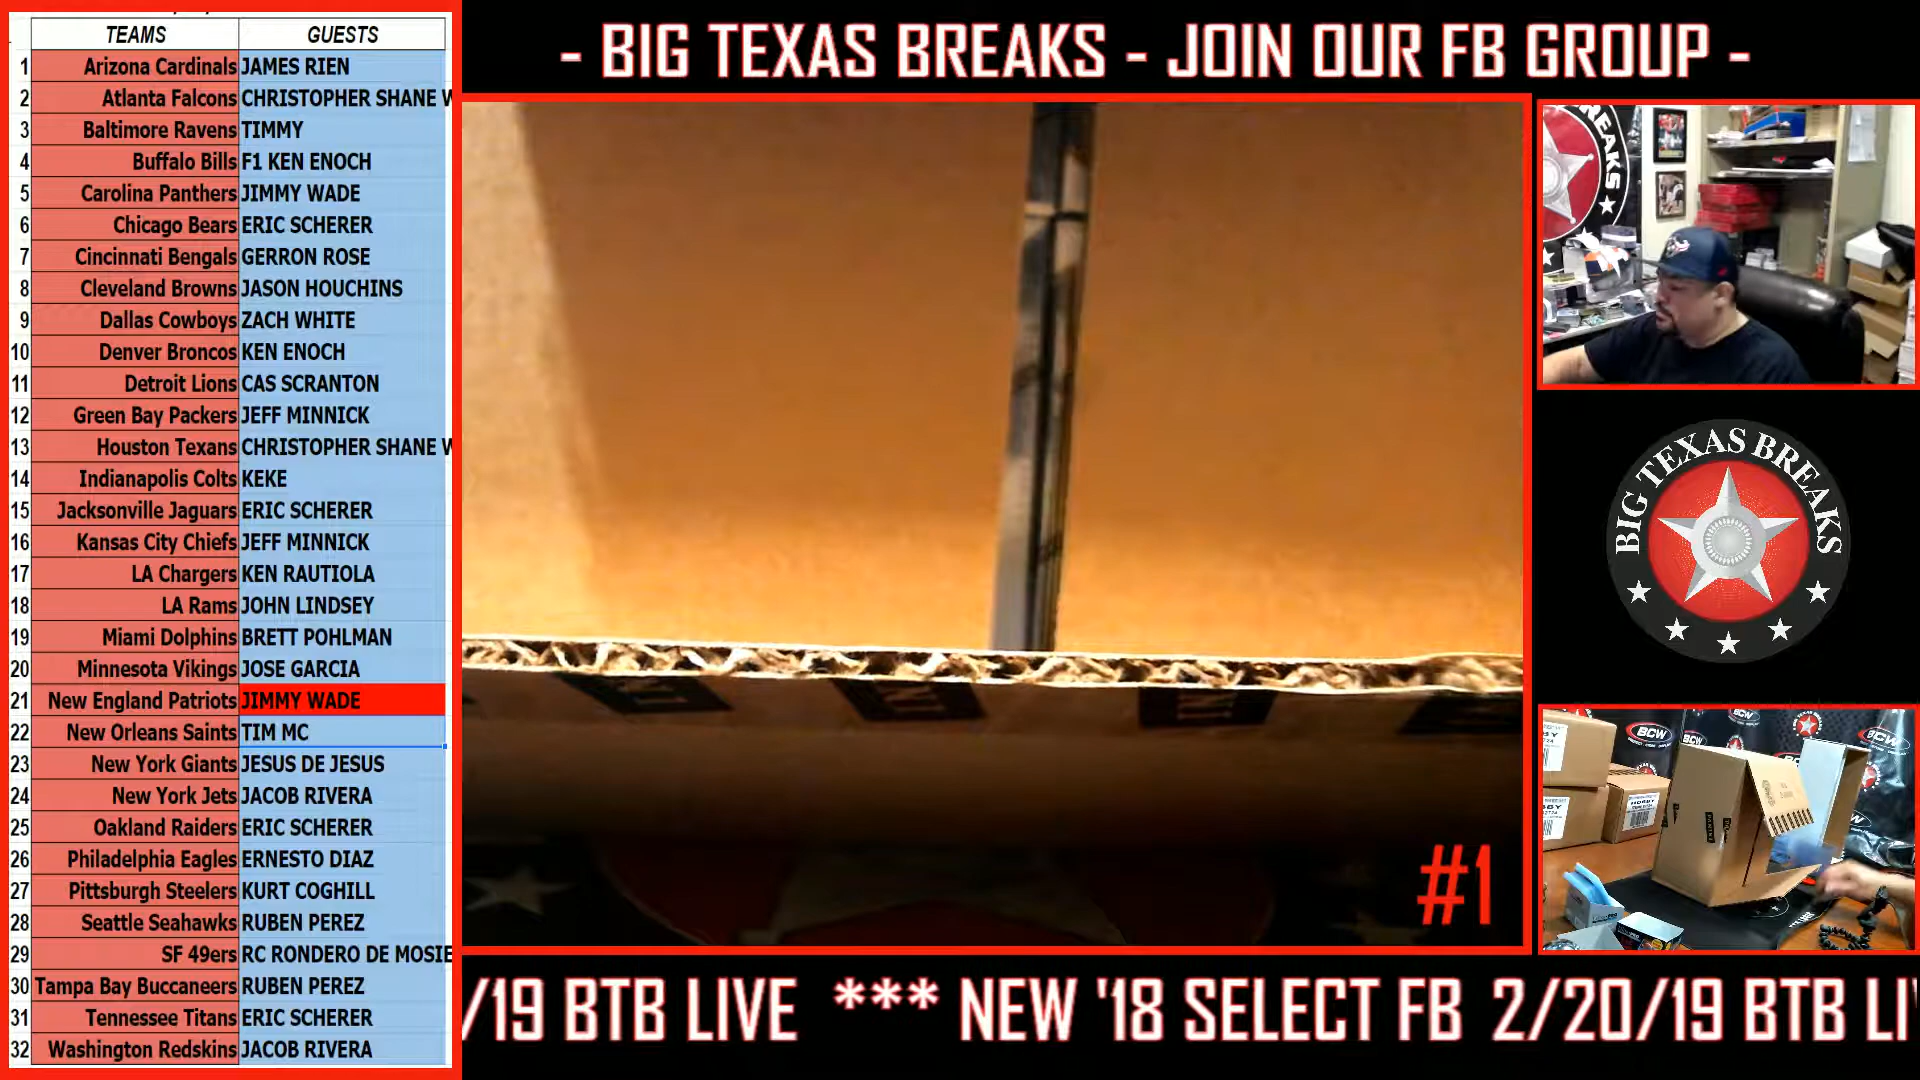 TEAMS GUESTS
1 Arizona Cardinals JAMES RIEN
2 Atlanta Falcons CHRISTOPHER SHANE W
3 Baltimore Ravens TIMMY
4 Buffalo Bills F1 KEN ENOCH
5 Carolina Panthers JIMMY WADE
6 Chicago Bears ERIC SCHERER
7 Cincinnati Bengals GERRON ROSE
8 Cleveland Browns JASON HOUCHINS
9 Dallas Cowboys ZACH WHITE
10 Denver Broncos KEN ENOCH
11 Detroit Lions CAS SCRANTON
12 Green Bay Packers JEFF MINNICK
13 Houston Texans CHRISTOPHER SHANE W
14 Indianapolis Colts KEKE
15 Jacksonville Jaguars ERIC SCHERER
16 Kansas City Chiefs JEFF MINNICK
17 LA Chargers KEN RAUTIOLA
18 LA Rams JOHN LINDSEY
19 Miami Dolphins BRETT POHLMAN
20 Minnesota Vikings JOSE GARCIA
21 New England Patriots JIMMY WADE
22 New Orleans Saints TIM MC
23 New York Giants JESUS DE JESUS
24 New York Jets JACOB RIVERA
25 Oakland Raiders ERIC SCHERER
26 Philadelphia Eagles ERNESTO DIAZ
27 Pittsburgh Steelers KURT COGHILL
28 Seattle Seahawks RUBEN PEREZ
29 SF 49ers RC RONDERO DE MOSIE
30 Tampa Bay Buccaneers RUBEN PEREZ
31 Tennessee Titans ERIC SCHERER
32 Washington Redskins JACOB RIVERA
- BIG TEXAS BREAKS - JOIN OUR FB GROUP -
#1
REAKS
BIG TEXAS BREAKS
BCW
BCW
BCW
HOBBY
/19 BTB LIVE *** NEW '18 SELECT FB 2/20/19 BTB LI